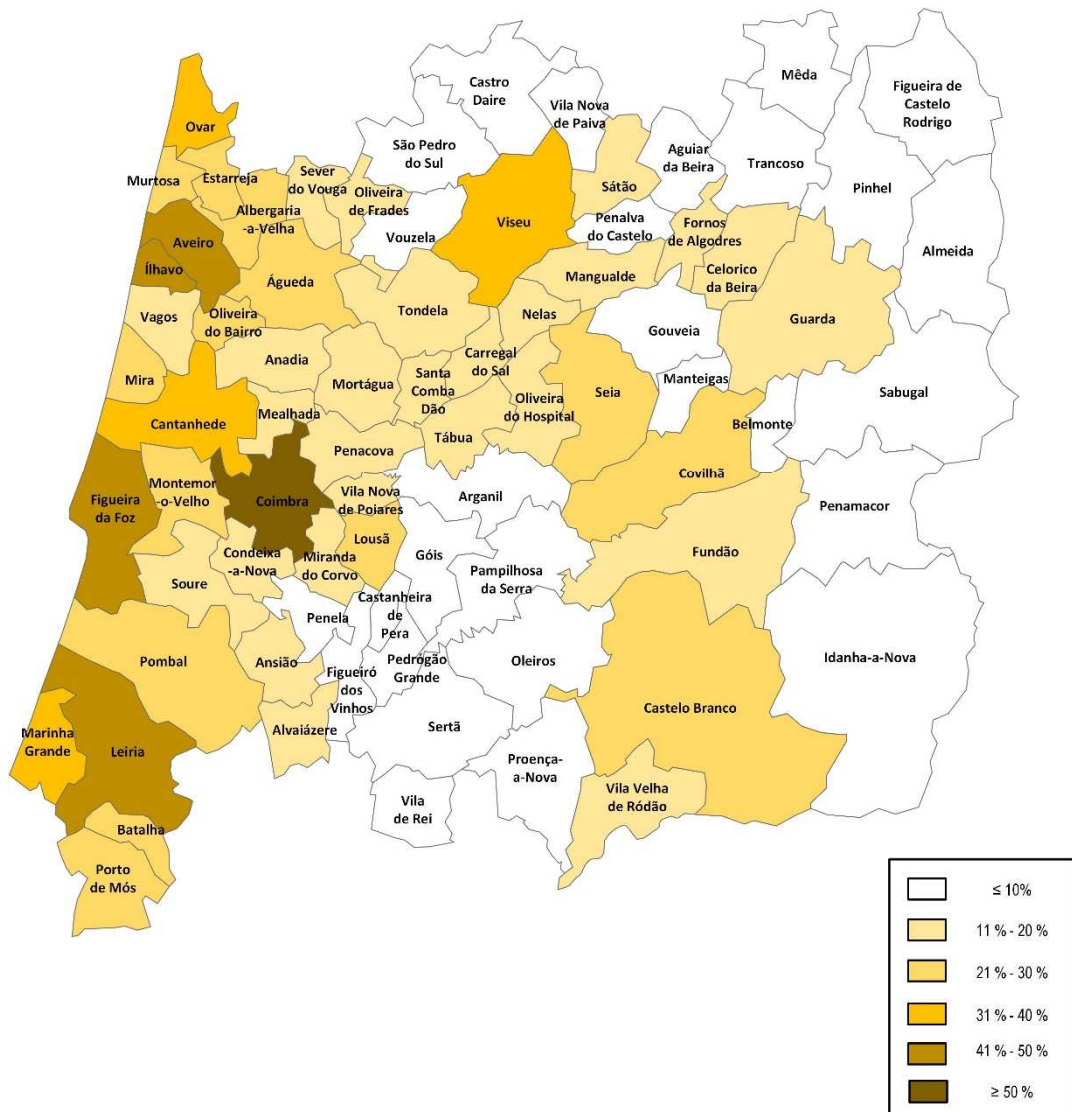 Mêda
Castro
Daire
Figueira de
Castelo
Rodrigo
Vila Nova
de Paiva
Ovar
São Pedro
do Sul
Aguiar
da Beira
Trancoso
Pinhel
Murtosa
Estarreja
Sever
do Vouga
Oliveira
de Frades
Sátão
Albergaria
-a-Velha
Viseu
Penalva
do Castelo
Fornos
de Algodres
Vouzela
Aveiro
Almeida
Ílhavo
Águeda
Mangualde
Celorico
da Beira
Vagos
Oliveira
do Bairro
Tondela
Nelas
Guarda
Gouveia
Anadia
Carregal
do Sal
Mira
Mortágua
Santa
Comba
Dão
Seia
Manteigas
Sabugal
Oliveira
do Hospital
Mealhada
Cantanhede
Belmonte
Tábua
Penacova
Covilhã
Montemor
-o-Velho
Vila Nova
de Poiares
Arganil
Figueira
da Foz
Coimbra
Penamacor
Lousã
Condeixa
-a-Nova
Miranda
do Corvo
Góis
Fundão
Soure
Pampilhosa
da Serra
Castanheira
de
Pera
Penela
Pombal
Ansião
Pedrógão
Grande
Oleiros
Idanha-a-Nova
Figueiró
dos
Vinhos
Castelo Branco
Marinha
Grande
Leiria
Alvaiázere
Sertã
Proença-
a-Nova
Vila Velha
de Ródão
Vila
de Rei
Batalha
Porto
de Mós
≤ 10%
11 % - 20 %
21 % - 30 %
31 % - 40 %
41 % - 50 %
≥ 50 %